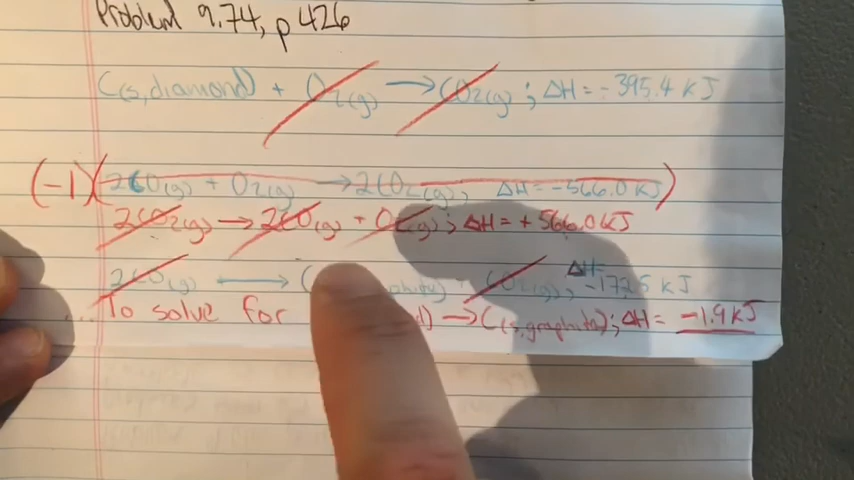 Problem 9.74, p 426
C(s, diamond) + O2(g) → CO2(g); ΔH = -395.4 kJ
(-1)(2CO(g) + O2(g) → 2CO2(g), ΔH = -566.0 kJ)
2CO2(g) → 2CO(g) + O2(g); ΔH = + 566.0 kJ
2CO(g) → CO2(g), ΔH -172.5 kJ
...To solve for → C(s, graphite); ΔH = -1.9 kJ